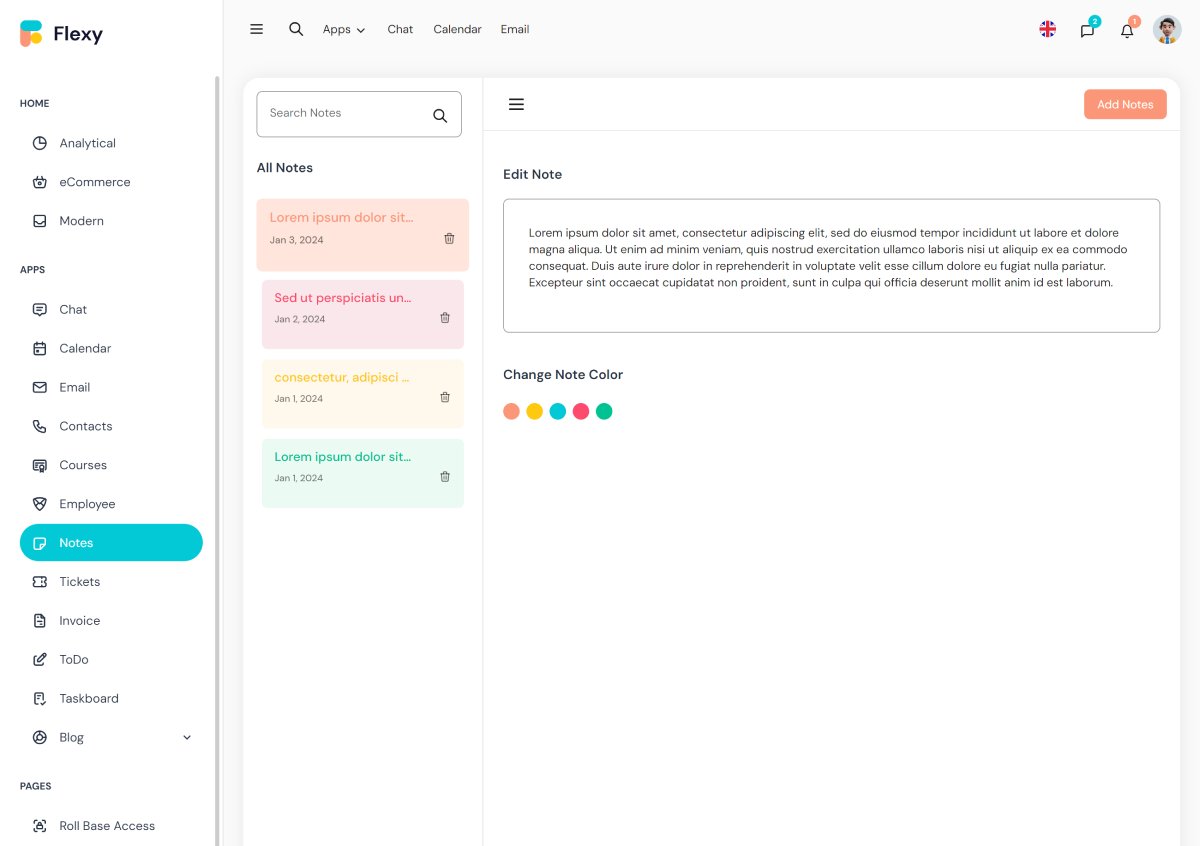 Flexy
HOME
Analytical
eCommerce
Modern
APPS
Chat
Calendar
Email
Contacts
Courses
Employee
Notes
Tickets
Invoice
ToDo
Taskboard
Blog
PAGES
Roll Base Access
Apps
Chat
Calendar
Email
2
1
Search Notes
All Notes
Lorem ipsum dolor sit...
Jan 3, 2024
Sed ut perspiciatis un...
Jan 2, 2024
consectetur, adipisci ...
Jan 1, 2024
Lorem ipsum dolor sit...
Jan 1, 2024
Add Notes
Edit Note
Lorem ipsum dolor sit amet, consectetur adipiscing elit, sed do eiusmod tempor incididunt ut labore et dolore
magna aliqua. Ut enim ad minim veniam, quis nostrud exercitation ullamco laboris nisi ut aliquip ex ea commodo
consequat. Duis aute irure dolor in reprehenderit in voluptate velit esse cillum dolore eu fugiat nulla pariatur.
Excepteur sint occaecat cupidatat non proident, sunt in culpa qui officia deserunt mollit anim id est laborum.
Change Note Color